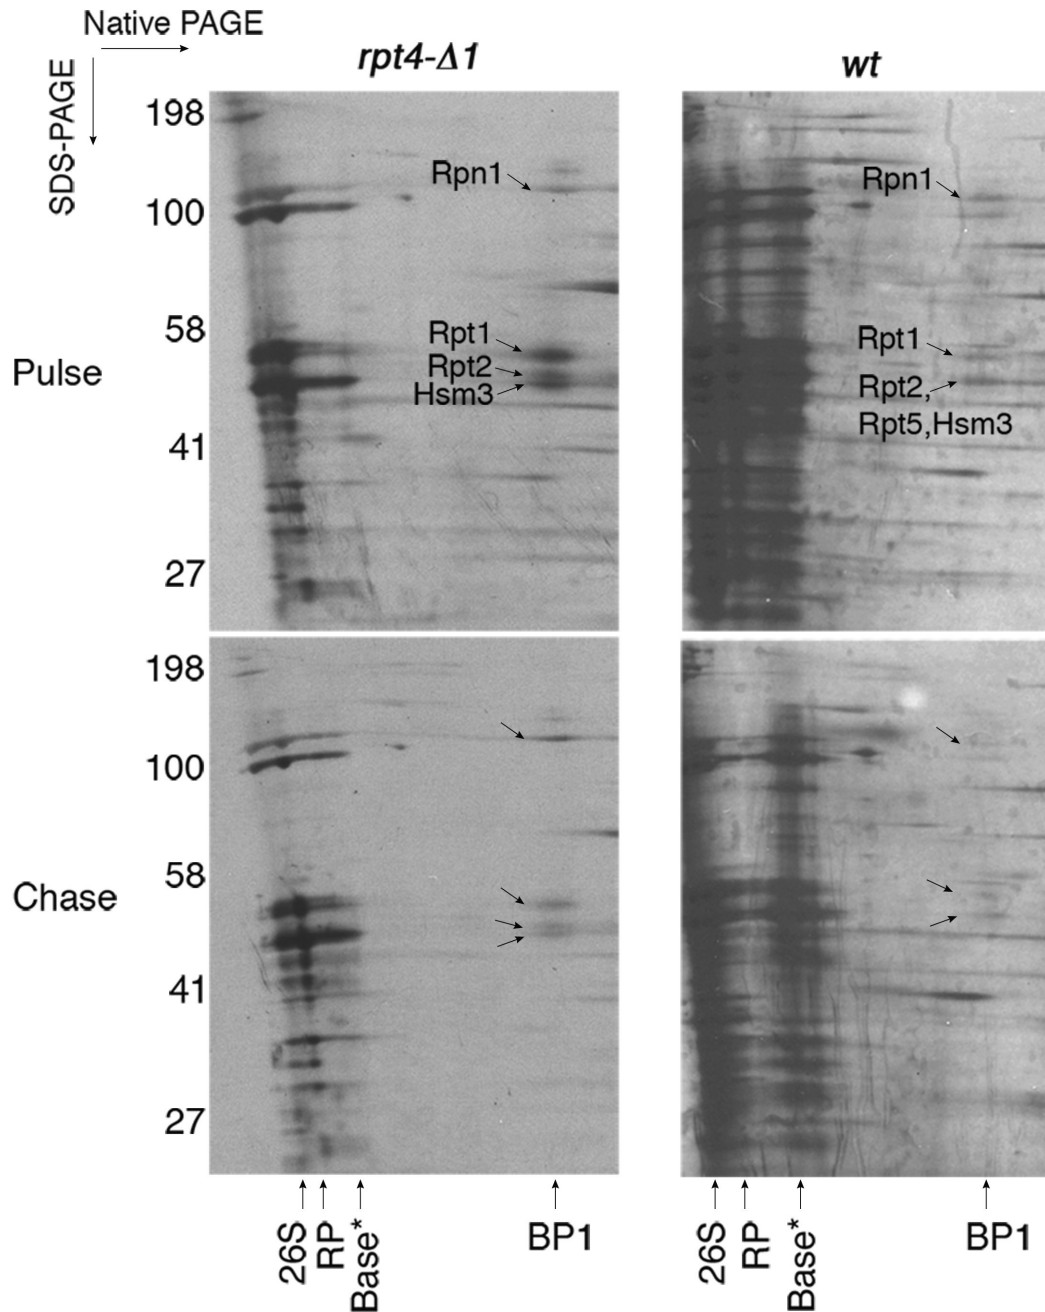 Native PAGE
SDS-PAGE
rpt4-Δ1
wt
Pulse
198
100
58
41
27
Rpn1
Rpt1
Rpt2
Hsm3
Rpn1
Rpt1
Rpt2,
Rpt5,Hsm3
Chase
198
100
58
41
27
26S
RP
Base*
BP1
26S
RP
Base*
BP1